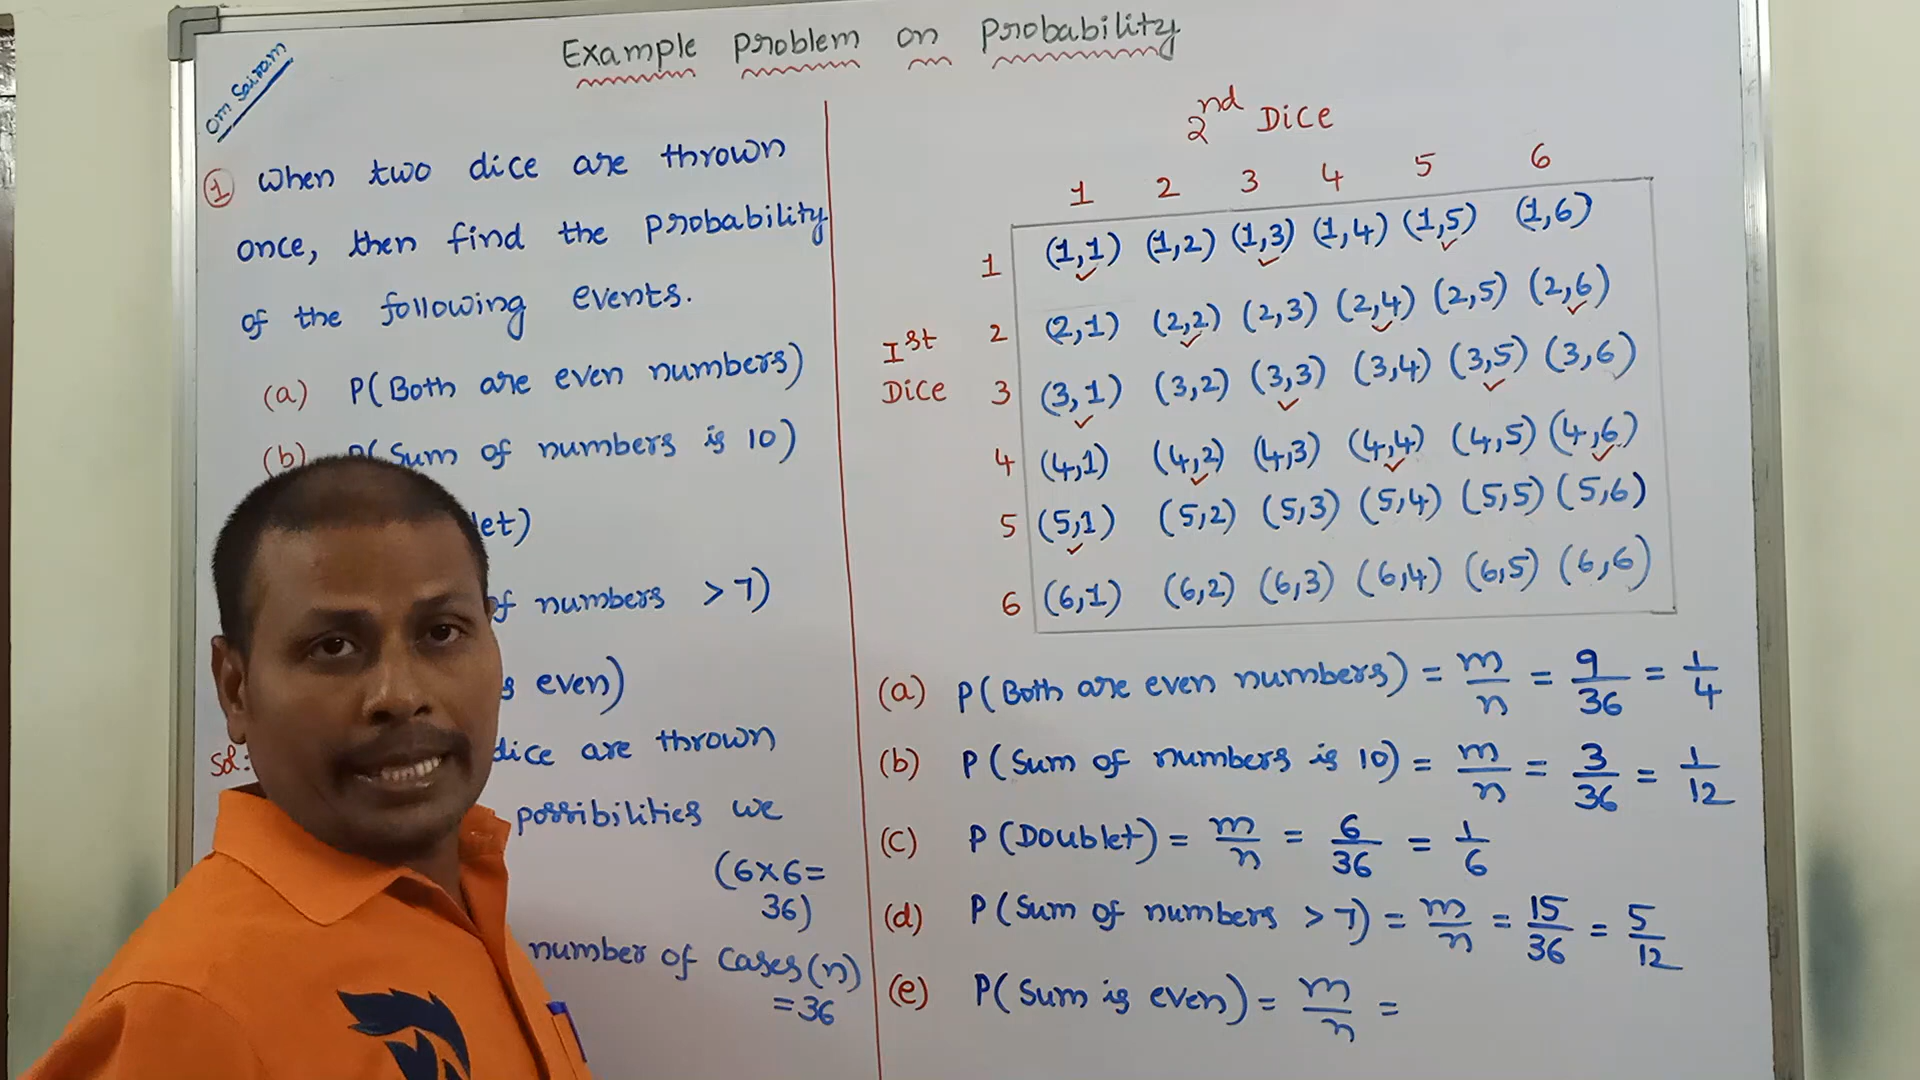 Example Problem on Probability
Om Sairam
① When two dice are thrown
once, then find the probability
of the following events.
(a) P(Both are even numbers)
(b) P(Sum of numbers is 10)
let)
of numbers > 7)
s even)
Sol:
dice are thrown
possibilities we
(6×6=
36)
number of cases(n)
=36
2nd Dice
1 2 3 4 5 6
Ist
Dice
1 (1,1) (1,2) (1,3) (1,4) (1,5) (1,6)
2 (2,1) (2,2) (2,3) (2,4) (2,5) (2,6)
3 (3,1) (3,2) (3,3) (3,4) (3,5) (3,6)
4 (4,1) (4,2) (4,3) (4,4) (4,5) (4,6)
5 (5,1) (5,2) (5,3) (5,4) (5,5) (5,6)
6 (6,1) (6,2) (6,3) (6,4) (6,5) (6,6)
(a) P(Both are even numbers) = m/n = 9/36 = 1/4
(b) P(Sum of numbers is 10) = m/n = 3/36 = 1/12
(c) P(Doublet) = m/n = 6/36 = 1/6
(d) P(Sum of numbers > 7) = m/n = 15/36 = 5/12
(e) P(Sum is even) = m/n =